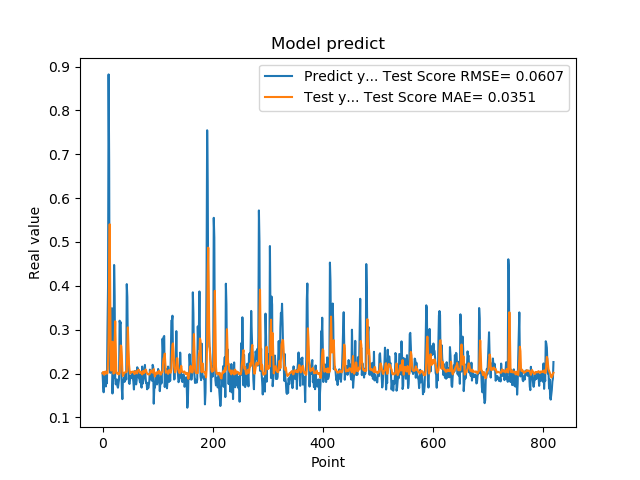 Model predict
Predict y... Test Score RMSE= 0.0607
Test y... Test Score MAE= 0.0351
0.9
0.8
0.7
0.6
0.5
0.4
0.3
0.2
0.1
Real value
0 200 400 600 800
Point